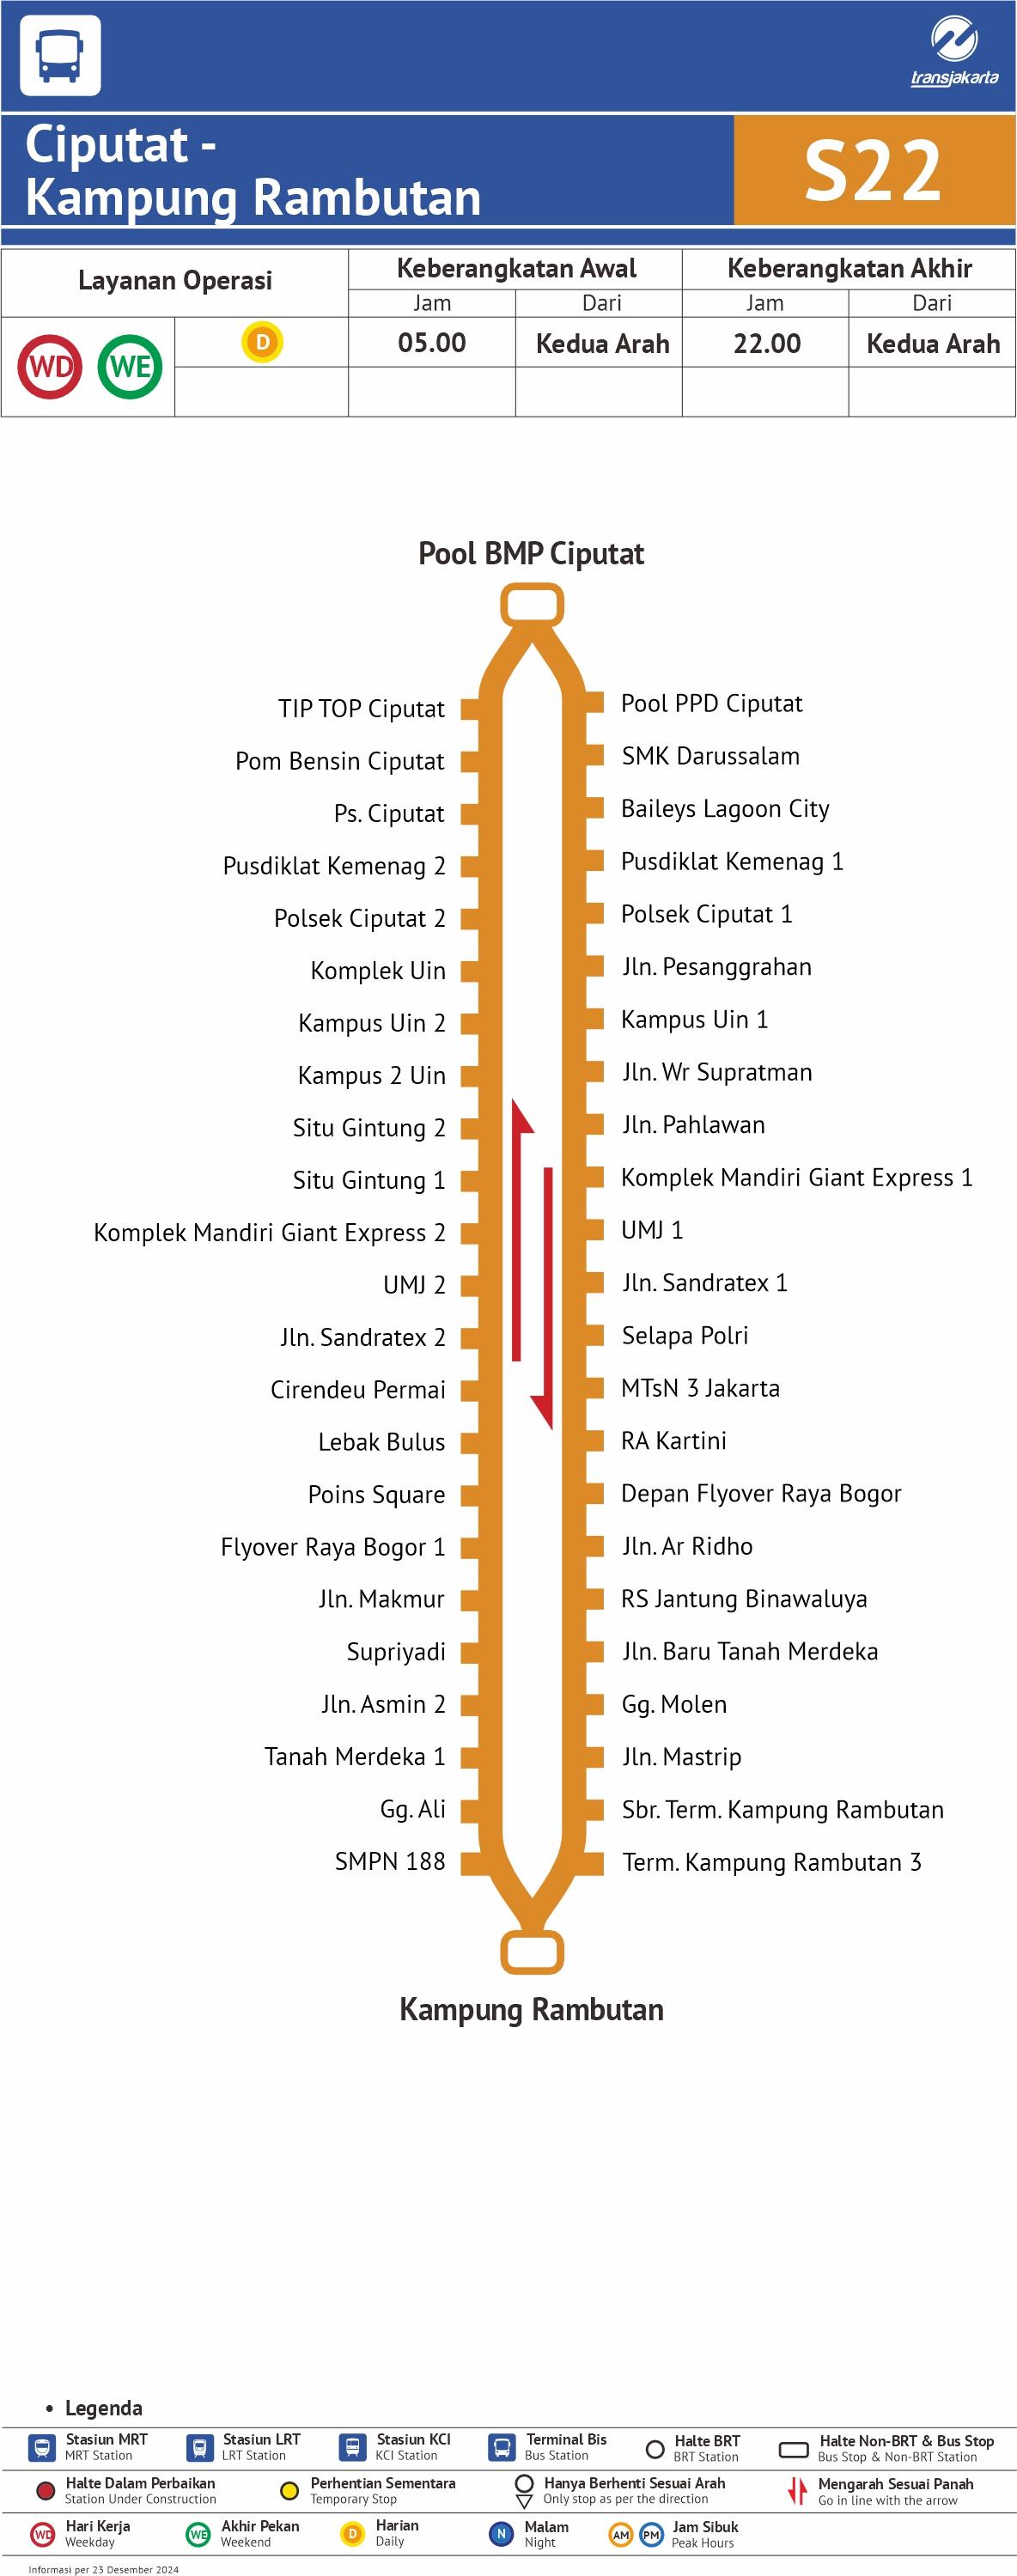 transjakarta
Ciputat -
Kampung Rambutan
S22
Layanan Operasi
Keberangkatan Awal
Keberangkatan Akhir
Jam
Dari
Jam
Dari
WD
WE
D
05.00
Kedua Arah
22.00
Kedua Arah
Pool BMP Ciputat
TIP TOP Ciputat
Pom Bensin Ciputat
Ps. Ciputat
Pusdiklat Kemenag 2
Polsek Ciputat 2
Komplek Uin
Kampus Uin 2
Kampus 2 Uin
Situ Gintung 2
Situ Gintung 1
Komplek Mandiri Giant Express 2
UMJ 2
Jln. Sandratex 2
Cirendeu Permai
Lebak Bulus
Poins Square
Flyover Raya Bogor 1
Jln. Makmur
Supriyadi
Jln. Asmin 2
Tanah Merdeka 1
Gg. Ali
SMPN 188
Pool PPD Ciputat
SMK Darussalam
Baileys Lagoon City
Pusdiklat Kemenag 1
Polsek Ciputat 1
Jln. Pesanggrahan
Kampus Uin 1
Jln. Wr Supratman
Jln. Pahlawan
Komplek Mandiri Giant Express 1
UMJ 1
Jln. Sandratex 1
Selapa Polri
MTsN 3 Jakarta
RA Kartini
Depan Flyover Raya Bogor
Jln. Ar Ridho
RS Jantung Binawaluya
Jln. Baru Tanah Merdeka
Gg. Molen
Jln. Mastrip
Sbr. Term. Kampung Rambutan
Term. Kampung Rambutan 3
Kampung Rambutan
• Legenda
Stasiun MRT
MRT Station
Stasiun LRT
LRT Station
Stasiun KCI
KCI Station
Terminal Bis
Bus Station
Halte BRT
BRT Station
Halte Non-BRT & Bus Stop
Bus Stop & Non-BRT Station
Halte Dalam Perbaikan
Station Under Construction
Perhentian Sementara
Temporary Stop
Hanya Berhenti Sesuai Arah
Only stop as per the direction
Mengarah Sesuai Panah
Go in line with the arrow
WD
Hari Kerja
Weekday
WE
Akhir Pekan
Weekend
D
Harian
Daily
N
Malam
Night
AM
PM
Jam Sibuk
Peak Hours
Informasi per 23 Desember 2024